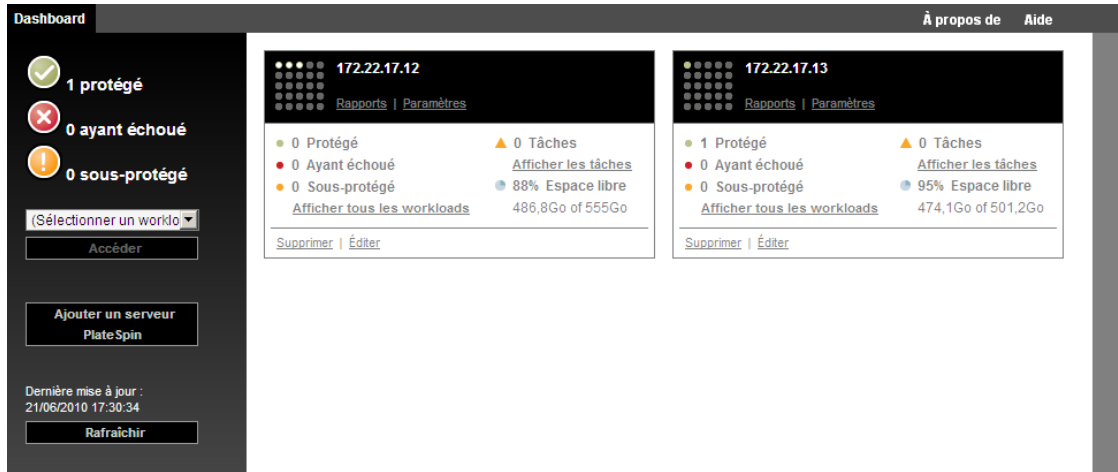 Dashboard
À propos de Aide
1 protégé
0 ayant échoué
0 sous-protégé
(Sélectionner un worklo
Accéder
Ajouter un serveur
PlateSpin
Dernière mise à jour :
21/06/2010 17:30:34
Rafraîchir
172.22.17.12
Rapports | Paramètres
0 Protégé
0 Ayant échoué
0 Sous-protégé
Afficher tous les workloads
0 Tâches
Afficher les tâches
88% Espace libre
486,8Go of 555Go
Supprimer | Éditer
172.22.17.13
Rapports | Paramètres
1 Protégé
0 Ayant échoué
0 Sous-protégé
Afficher tous les workloads
0 Tâches
Afficher les tâches
95% Espace libre
474,1Go of 501,2Go
Supprimer | Éditer